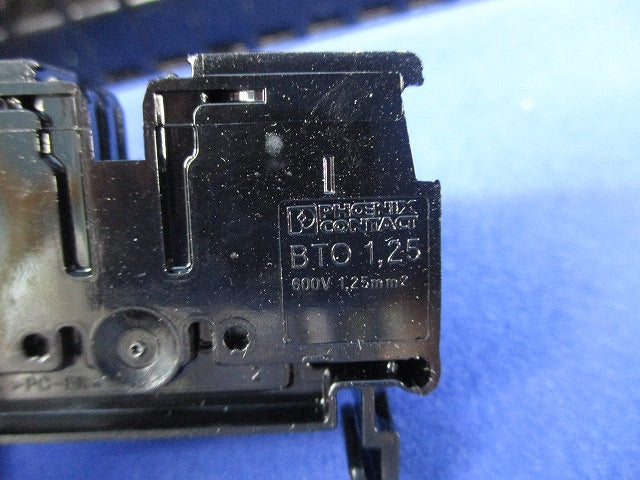 PHOENIX
CONTACT
BTO 1,25
600V 1,25mm²